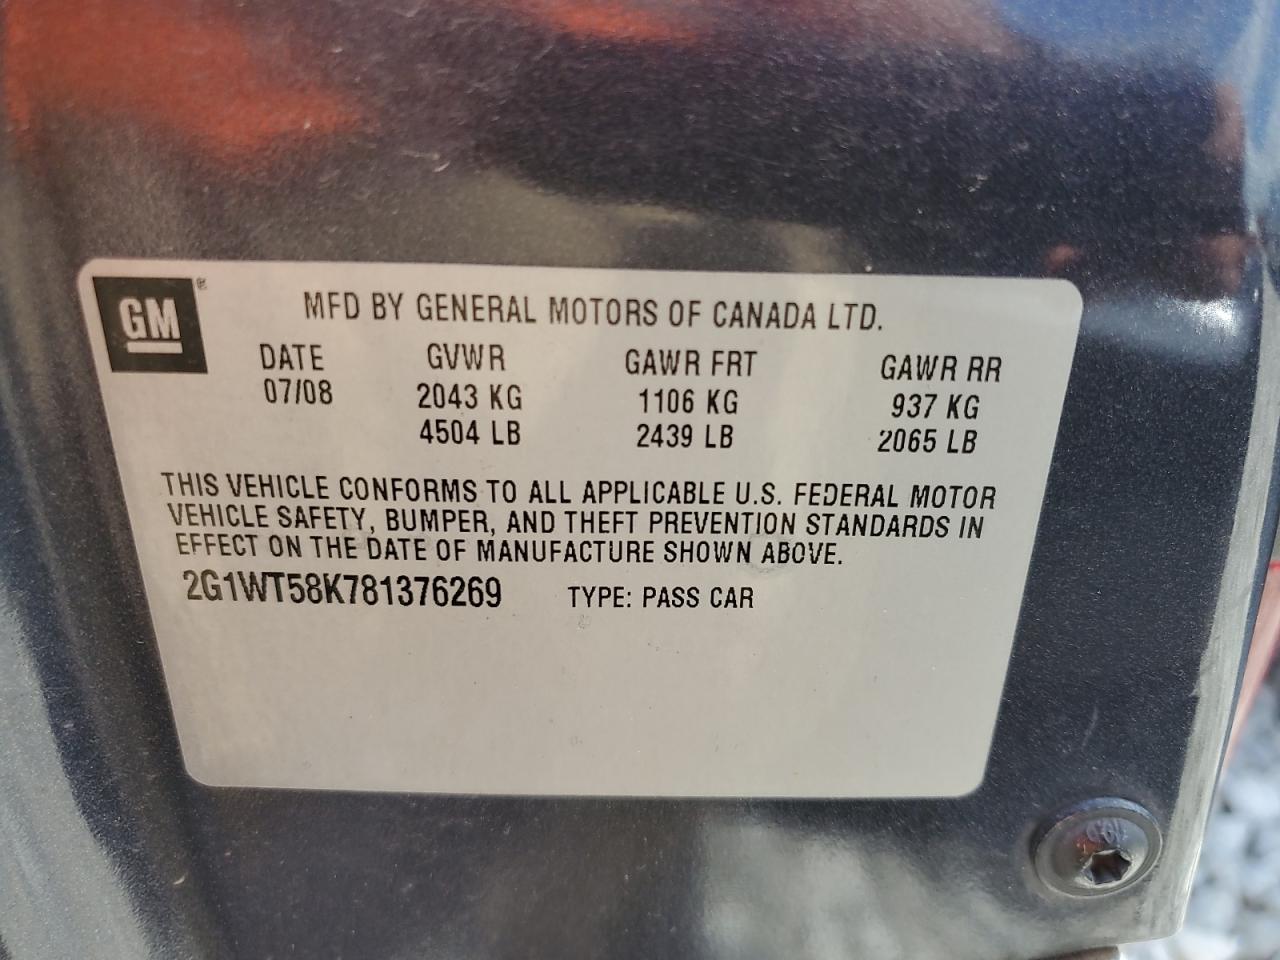 GM ®
MFD BY GENERAL MOTORS OF CANADA LTD.
DATE GVWR GAWR FRT GAWR RR
07/08 2043 KG 1106 KG 937 KG
4504 LB 2439 LB 2065 LB
THIS VEHICLE CONFORMS TO ALL APPLICABLE U.S. FEDERAL MOTOR
VEHICLE SAFETY, BUMPER, AND THEFT PREVENTION STANDARDS IN
EFFECT ON THE DATE OF MANUFACTURE SHOWN ABOVE.
2G1WT58K781376269 TYPE: PASS CAR